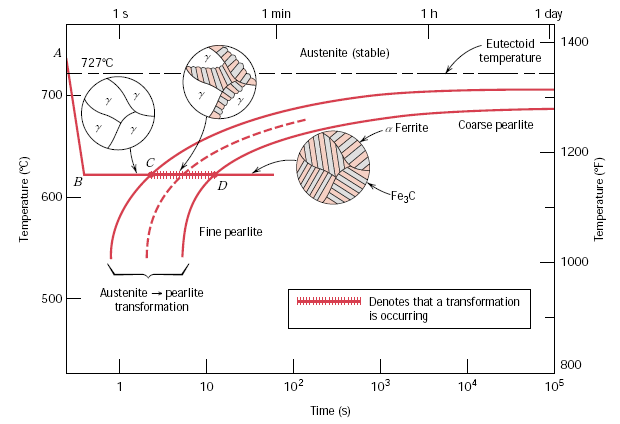 1 s
1 min
1 h
1 day
A
Austenite (stable)
Eutectoid
temperature
1400
727°C
γ
γ
γ
γ
γ
γ
700
α Ferrite
Coarse pearlite
C
1200
B
D
600
Fe3C
Fine pearlite
Temperature (°C)
Temperature (°F)
1000
Austenite → pearlite
transformation
500
Denotes that a transformation
is occurring
800
1
10
10²
10³
10⁴
10⁵
Time (s)